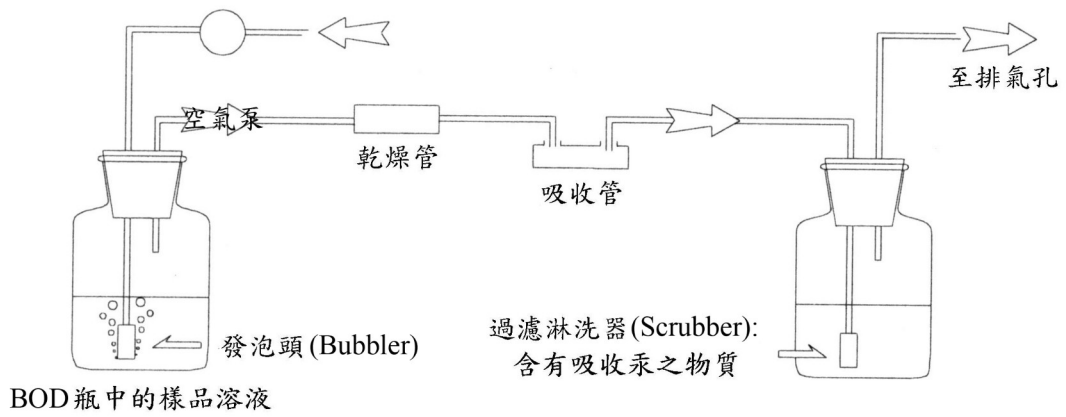 至排氣孔
空氣泵
乾燥管
吸收管
發泡頭(Bubbler)
過濾淋洗器(Scrubber):
含有吸收汞之物質
BOD瓶中的樣品溶液